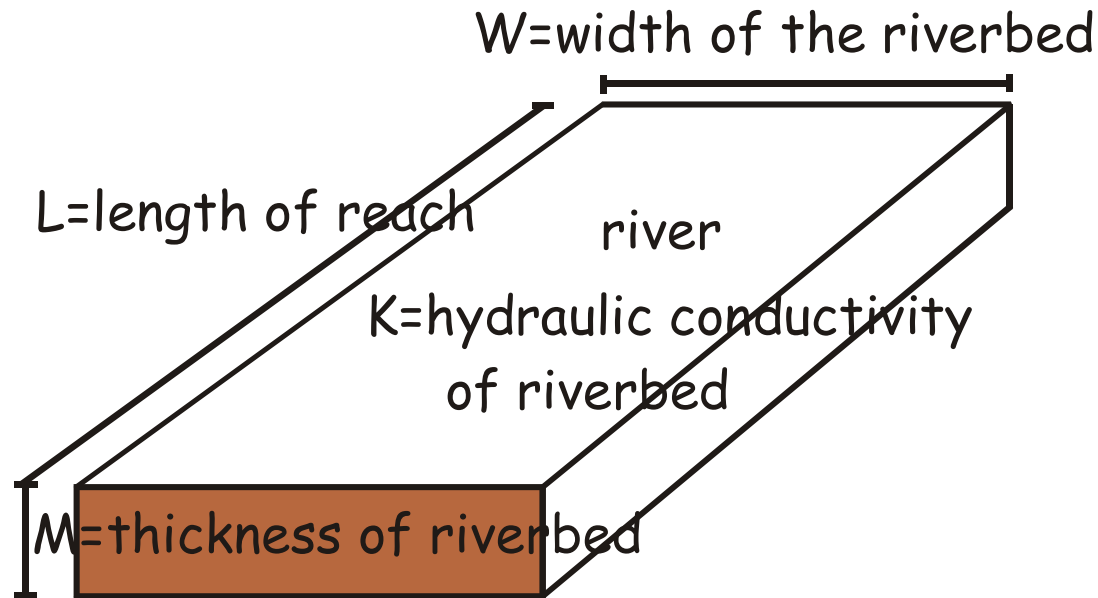 W=width of the riverbed
L=length of reach
river
K=hydraulic conductivity
of riverbed
M=thickness of riverbed